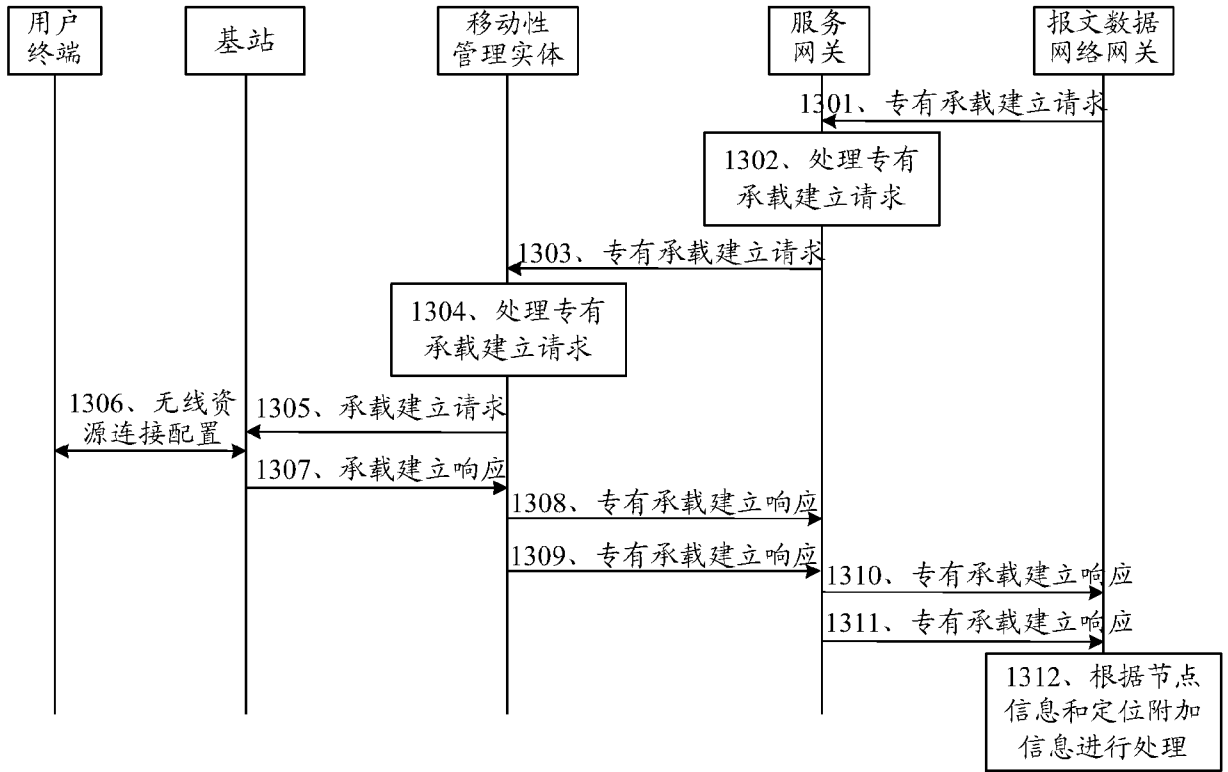 用户
终端
基站
移动性
管理实体
服务
网关
报文数据
网络网关
1301、专有承载建立请求
1302、处理专有
承载建立请求
1303、专有承载建立请求
1304、处理专有
承载建立请求
1305、承载建立请求
1306、无线资
源连接配置
1307、承载建立响应
1308、专有承载建立响应
1309、专有承载建立响应
1310、专有承载建立响应
1311、专有承载建立响应
1312、根据节点
信息和定位附加
信息进行处理